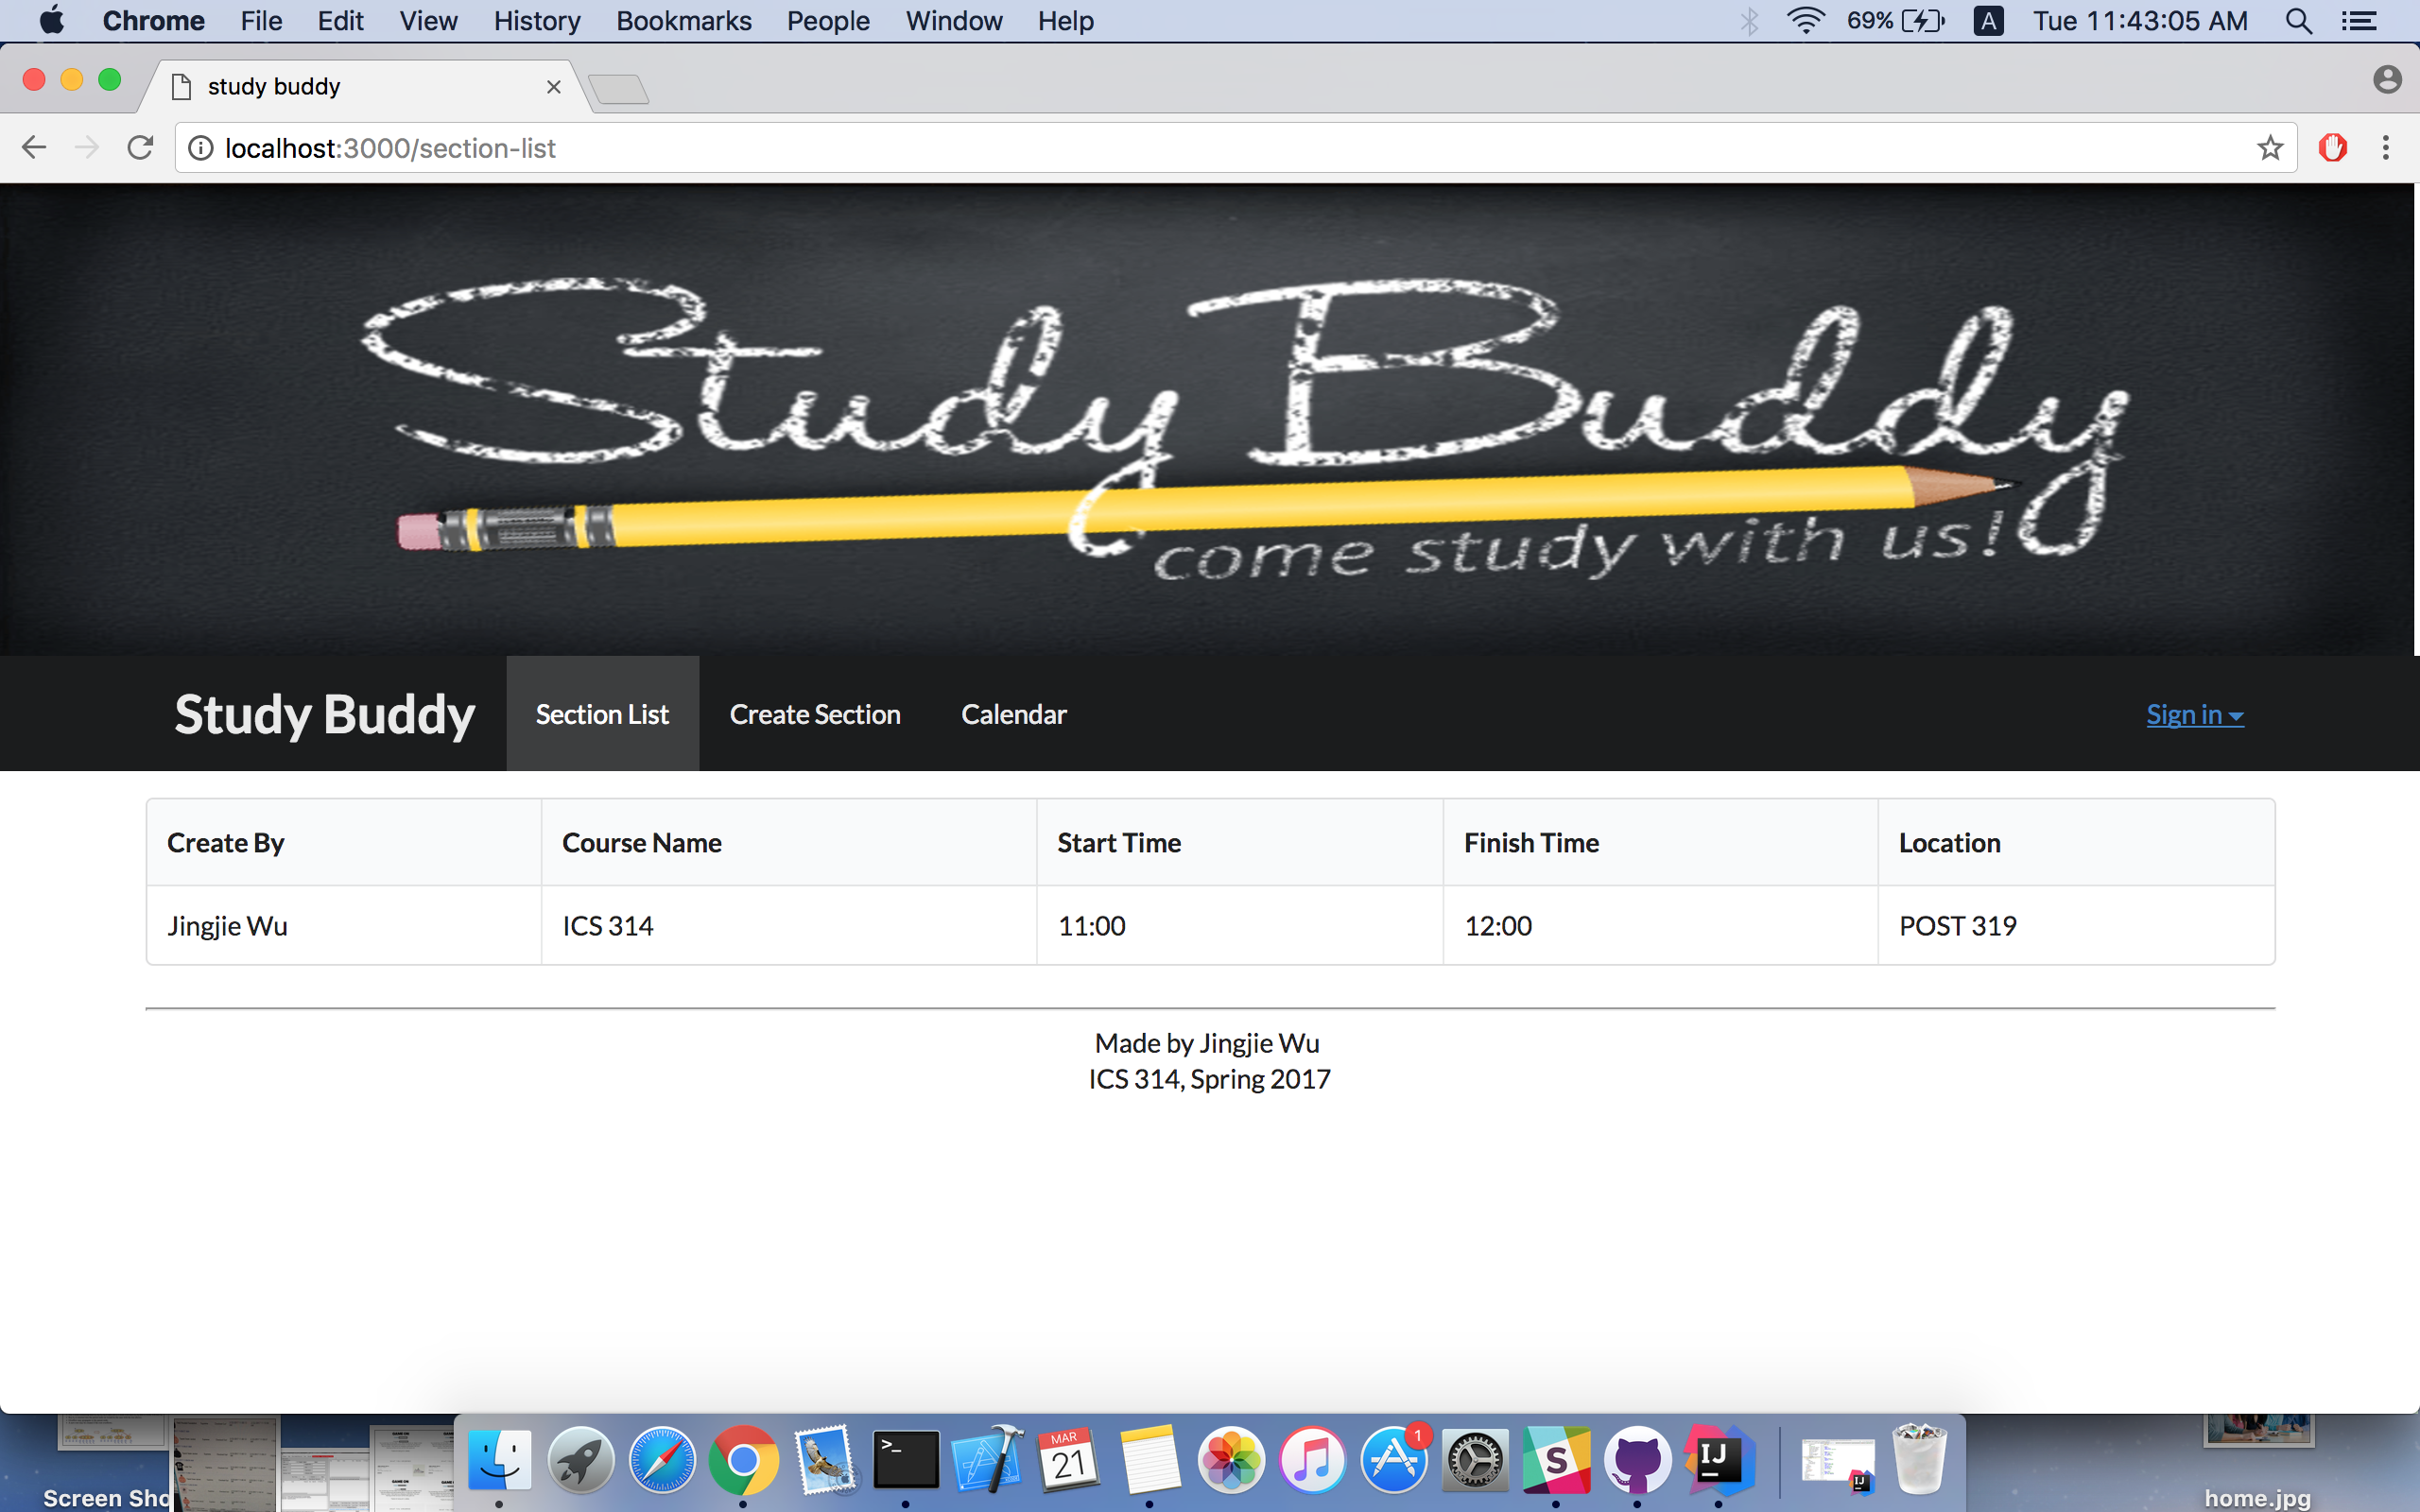 Chrome File Edit View History Bookmarks People Window Help 69% A Tue 11:43:05 AM
study buddy
localhost:3000/section-list
Study Buddy
come study with us!
Study Buddy Section List Create Section Calendar Sign in
Create By Course Name Start Time Finish Time Location
Jingjie Wu ICS 314 11:00 12:00 POST 319
Made by Jingjie Wu
ICS 314, Spring 2017
MAR
21
1
>_
S
IJ
IJ
Screen Sho
home.jpg